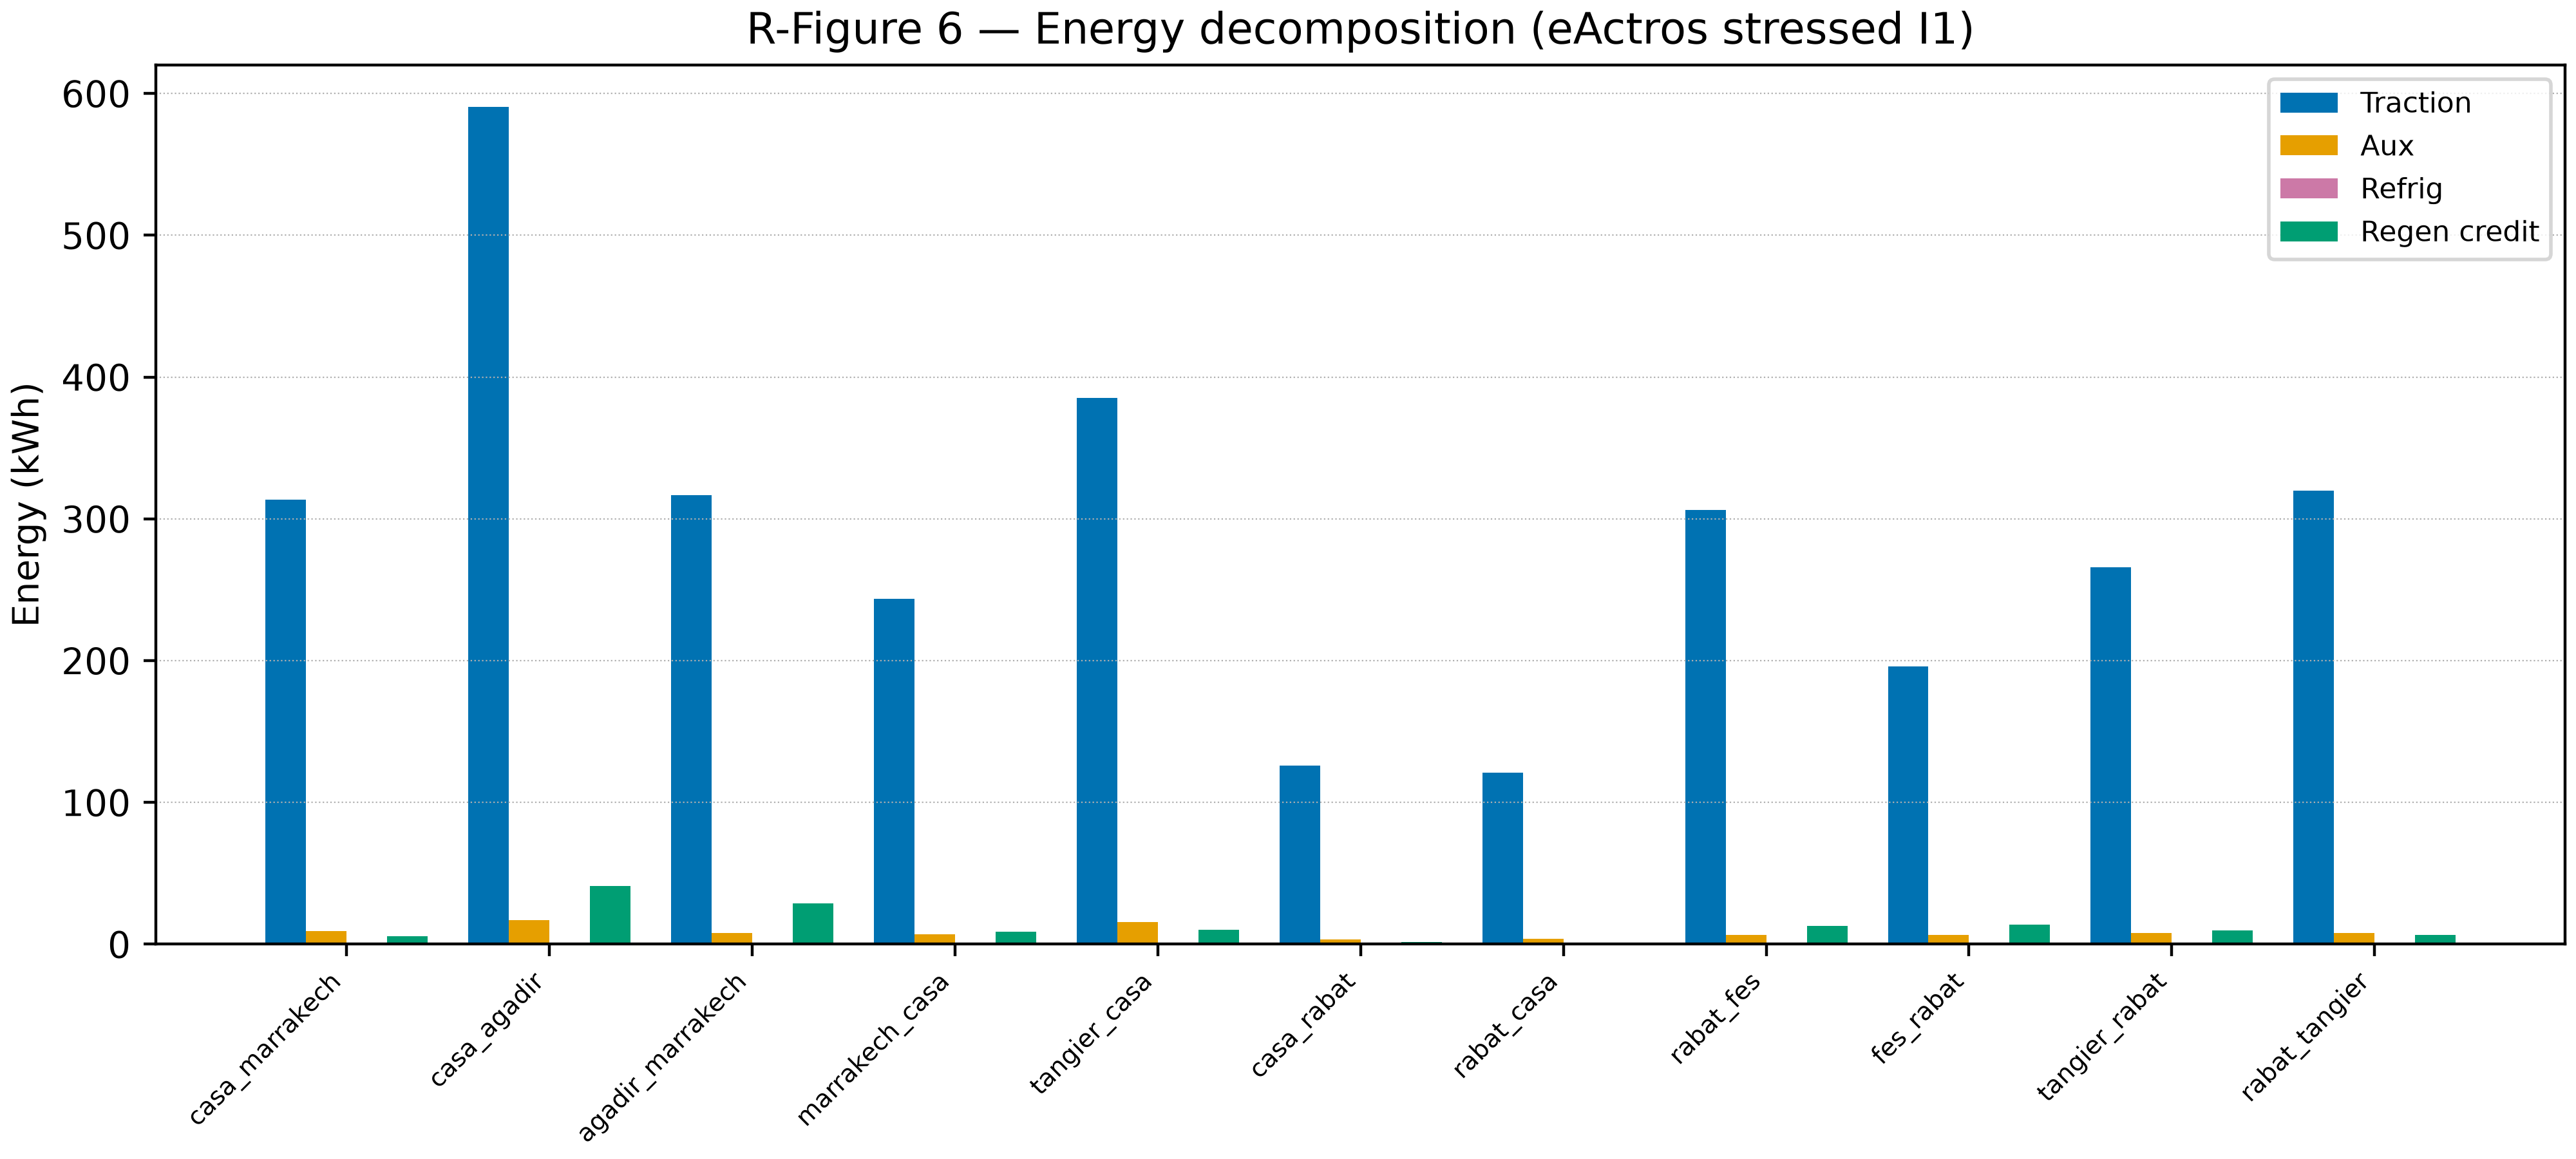 R-Figure 6 — Energy decomposition (eActros stressed I1)
Traction
Aux
Refrig
Regen credit
Energy (kWh)
600
500
400
300
200
100
0
casa_marrakech
casa_agadir
agadir_marrakech
marrakech_casa
tangier_casa
casa_rabat
rabat_casa
rabat_fes
fes_rabat
tangier_rabat
rabat_tangier